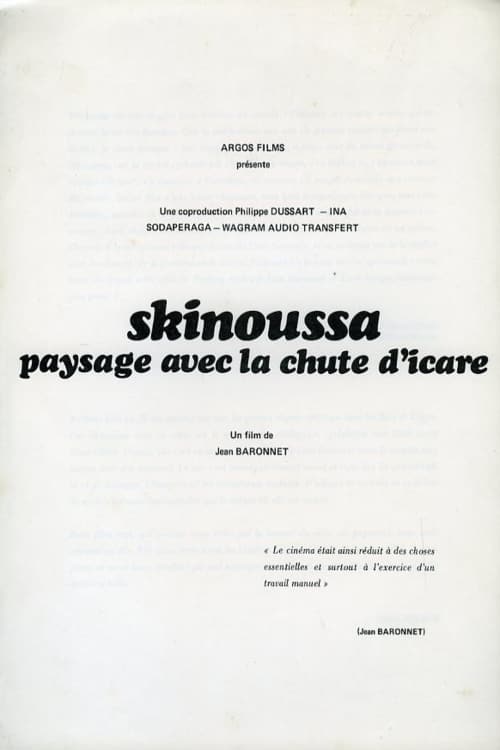 ARGOS FILMS
présente
Une coproduction Philippe DUSSART – INA
SODAPERAGA – WAGRAM AUDIO TRANSFERT
skinoussa
paysage avec la chute d'icare
Un film de
Jean BARONNET
« Le cinéma était ainsi réduit à des choses
essentielles et surtout à l'exercice d'un
travail manuel »
(Jean BARONNET)